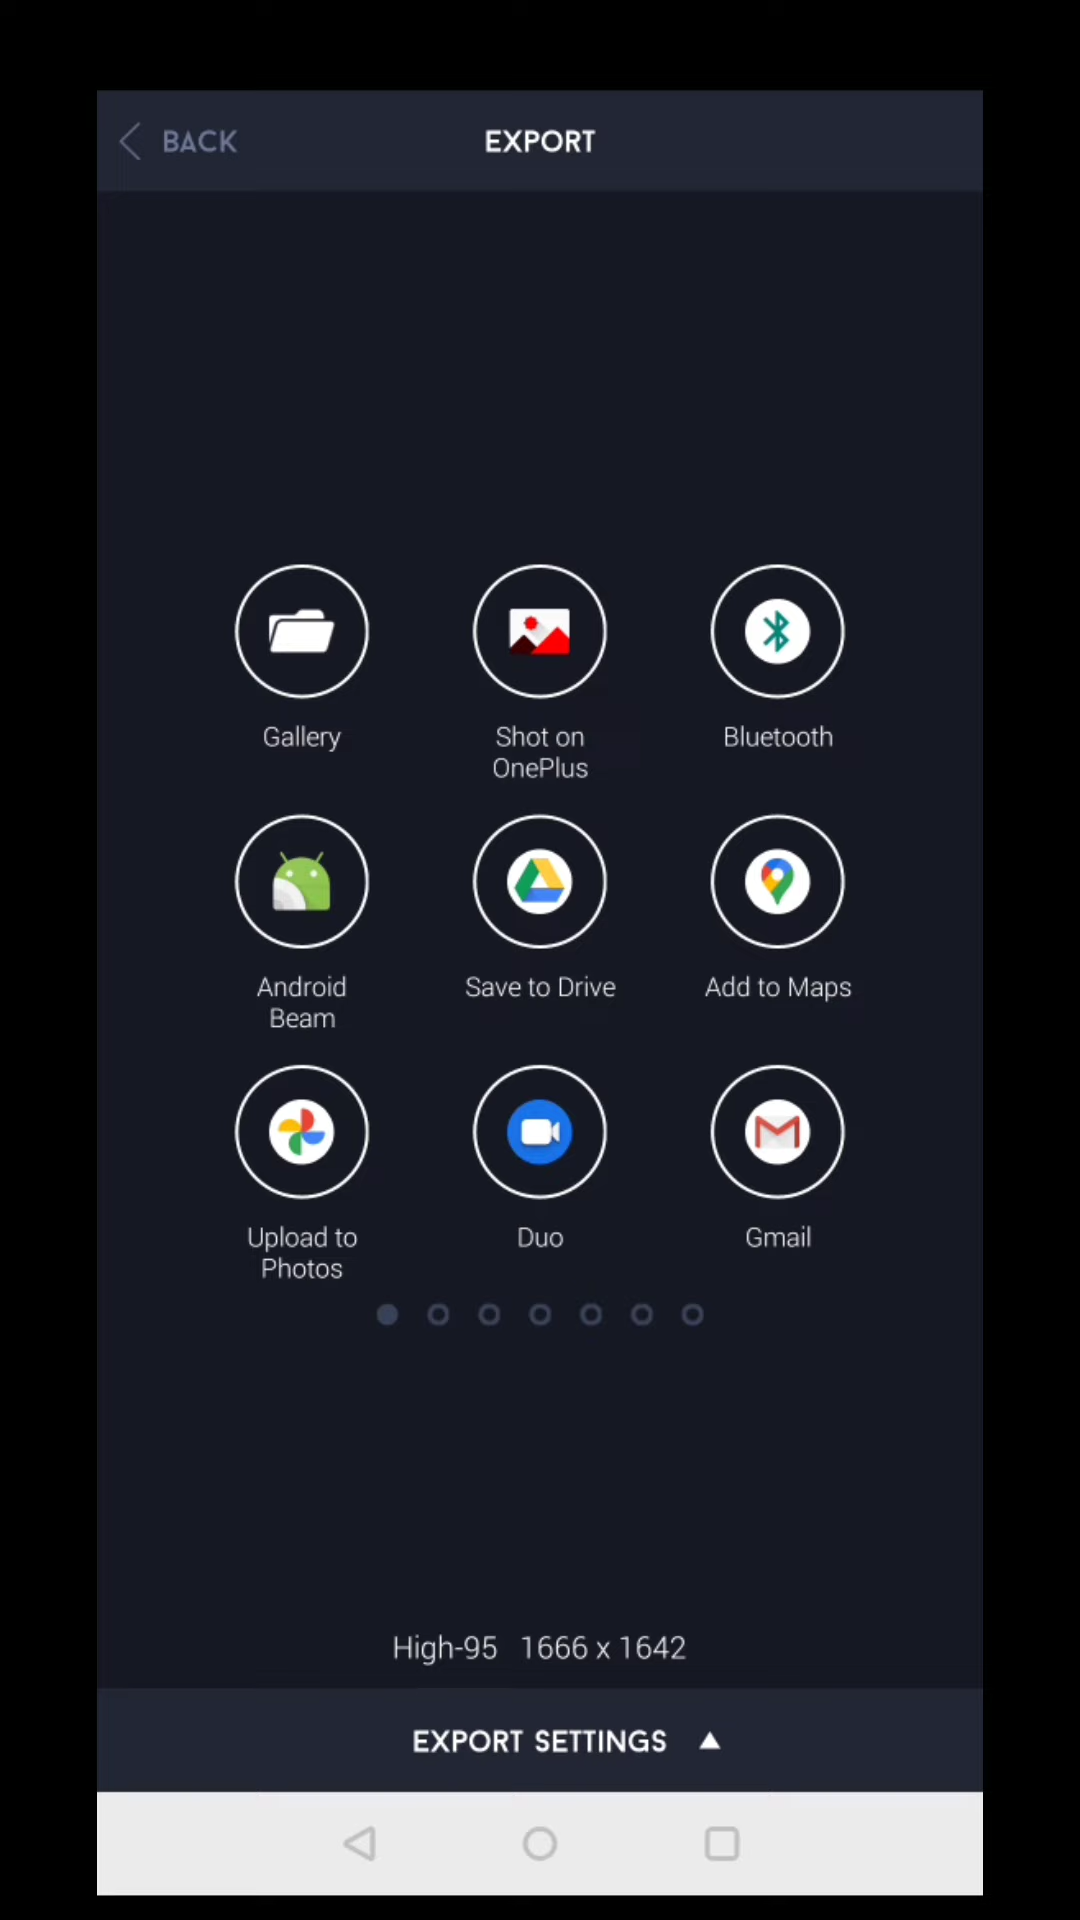 BACK
EXPORT
Gallery
Shot on
OnePlus
Bluetooth
Android
Beam
Save to Drive
Add to Maps
Upload to
Photos
Duo
Gmail
High-95 1666 x 1642
EXPORT SETTINGS